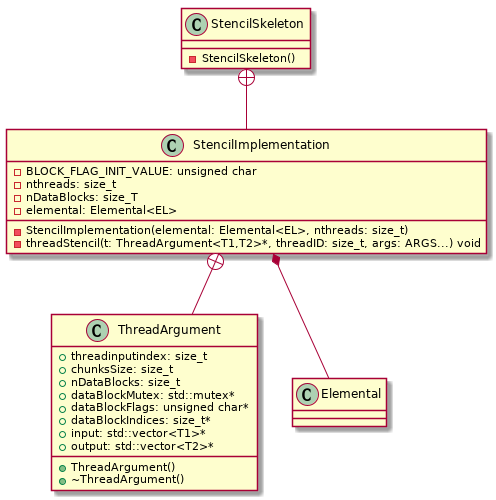 C StencilSkeleton
StencilSkeleton()
C StencilImplementation
BLOCK_FLAG_INIT_VALUE: unsigned char
nthreads: size_t
nDataBlocks: size_T
elemental: Elemental<EL>
StencilImplementation(elemental: Elemental<EL>, nthreads: size_t)
threadStencil(t: ThreadArgument<T1,T2>*, threadID: size_t, args: ARGS...) void
C ThreadArgument
threadinputindex: size_t
chunksSize: size_t
nDataBlocks: size_t
dataBlockMutex: std::mutex*
dataBlockFlags: unsigned char*
dataBlockIndices: size_t*
input: std::vector<T1>*
output: std::vector<T2>*
ThreadArgument()
~ThreadArgument()
C Elemental